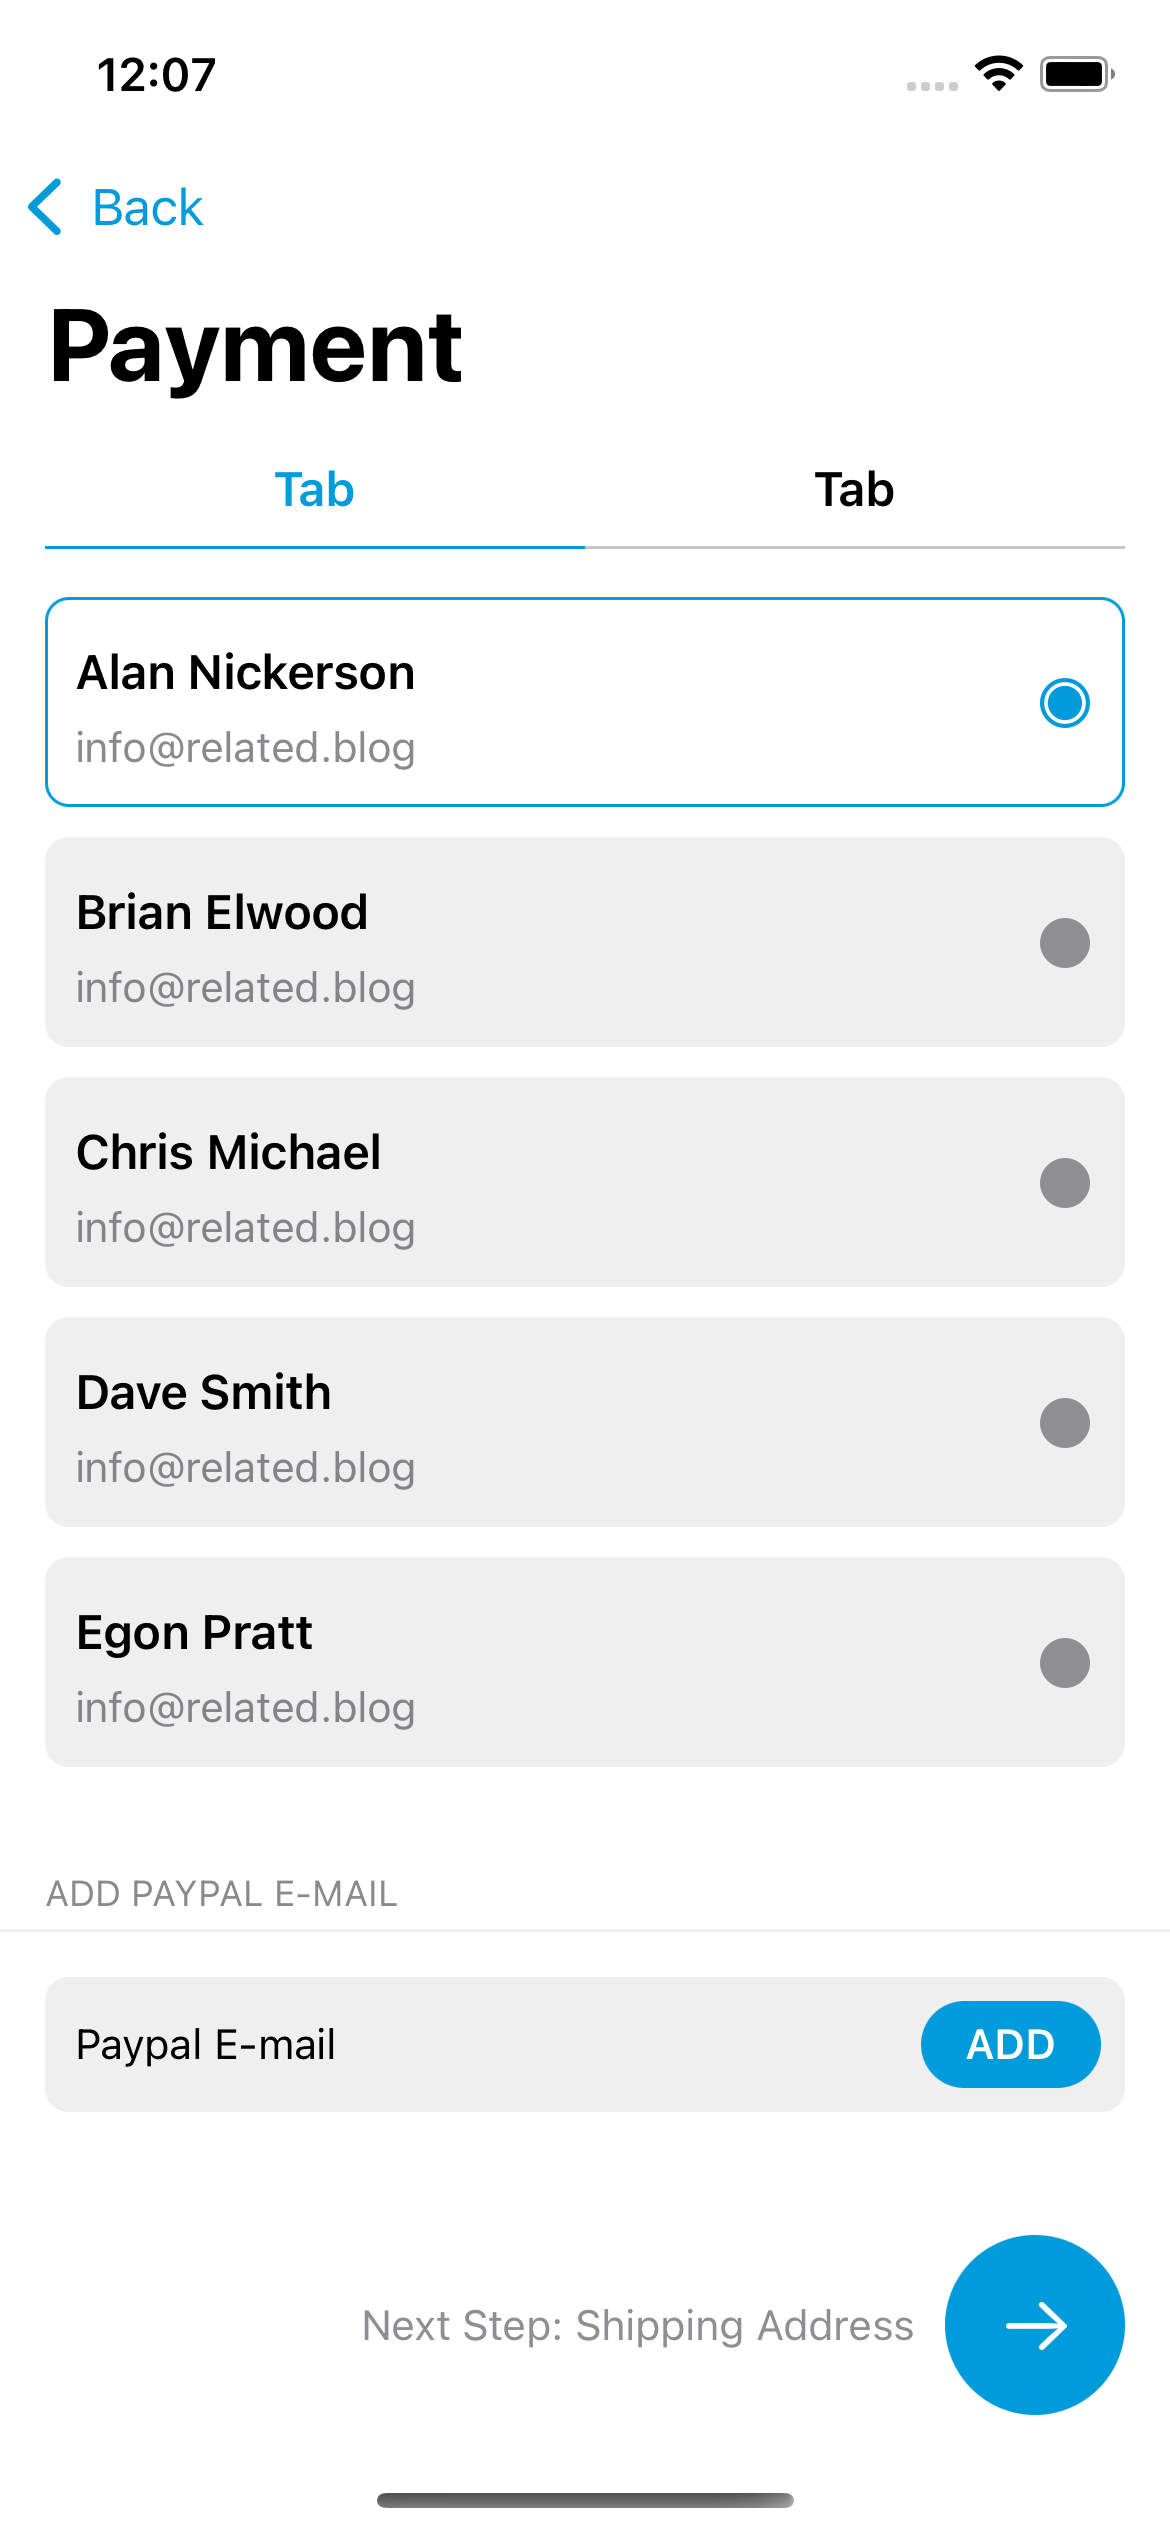 12:07
Back
Payment
Tab Tab
Alan Nickerson
info@related.blog
Brian Elwood
info@related.blog
Chris Michael
info@related.blog
Dave Smith
info@related.blog
Egon Pratt
info@related.blog
ADD PAYPAL E-MAIL
Paypal E-mail ADD
Next Step: Shipping Address